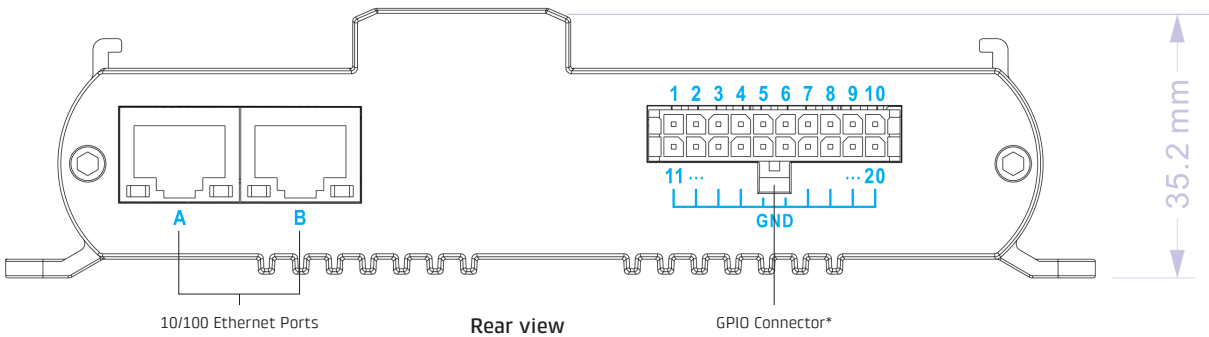 1 2 3 4 5 6 7 8 9 10
35.2 mm
11 ... ... 20
A B
GND
10/100 Ethernet Ports
Rear view
GPIO Connector*